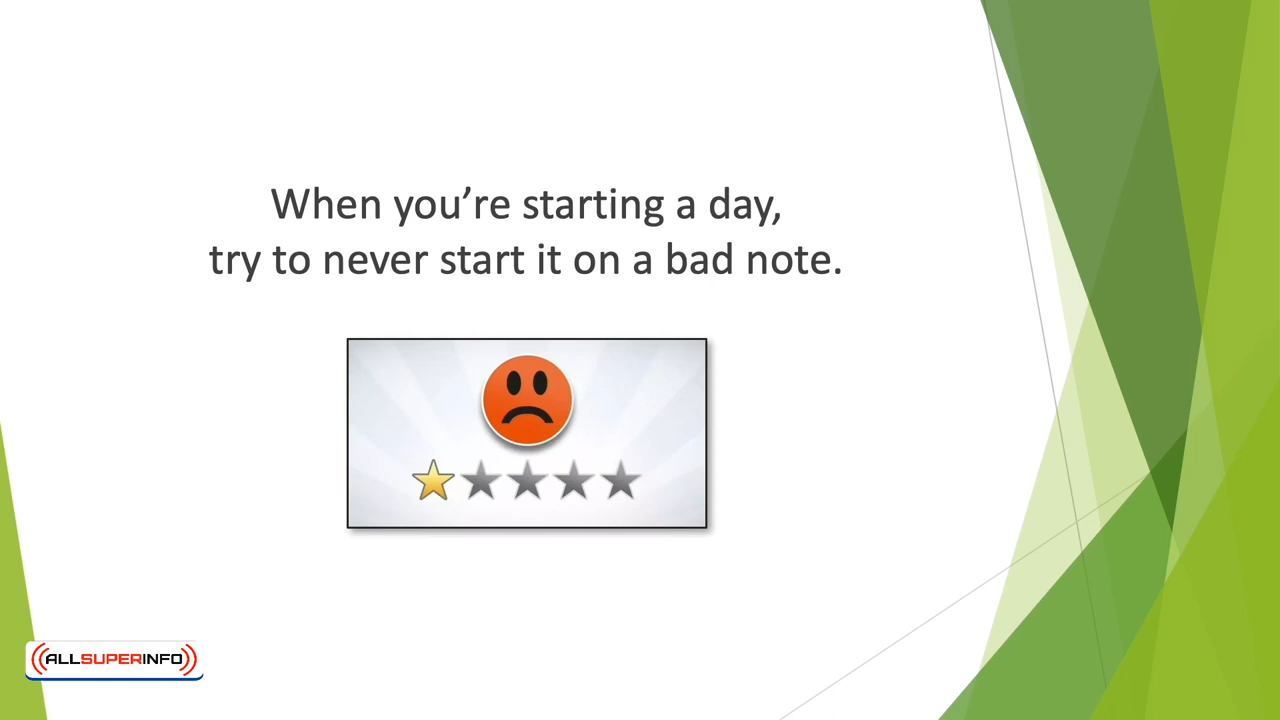 When you’re starting a day,
try to never start it on a bad note.
ALLSUPERINFO